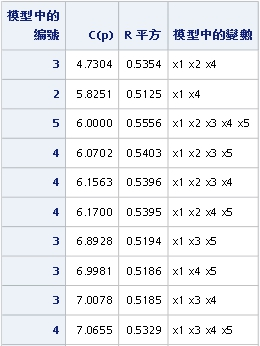 模型中的編號 C(p) R 平方 模型中的變數
3 4.7304 0.5354 x1 x2 x4
2 5.8251 0.5125 x1 x4
5 6.0000 0.5556 x1 x2 x3 x4 x5
4 6.0702 0.5403 x1 x2 x3 x5
4 6.1563 0.5396 x1 x2 x3 x4
4 6.1700 0.5395 x1 x2 x4 x5
3 6.8928 0.5194 x1 x3 x5
3 6.9981 0.5186 x1 x4 x5
3 7.0078 0.5185 x1 x3 x4
4 7.0655 0.5329 x1 x3 x4 x5